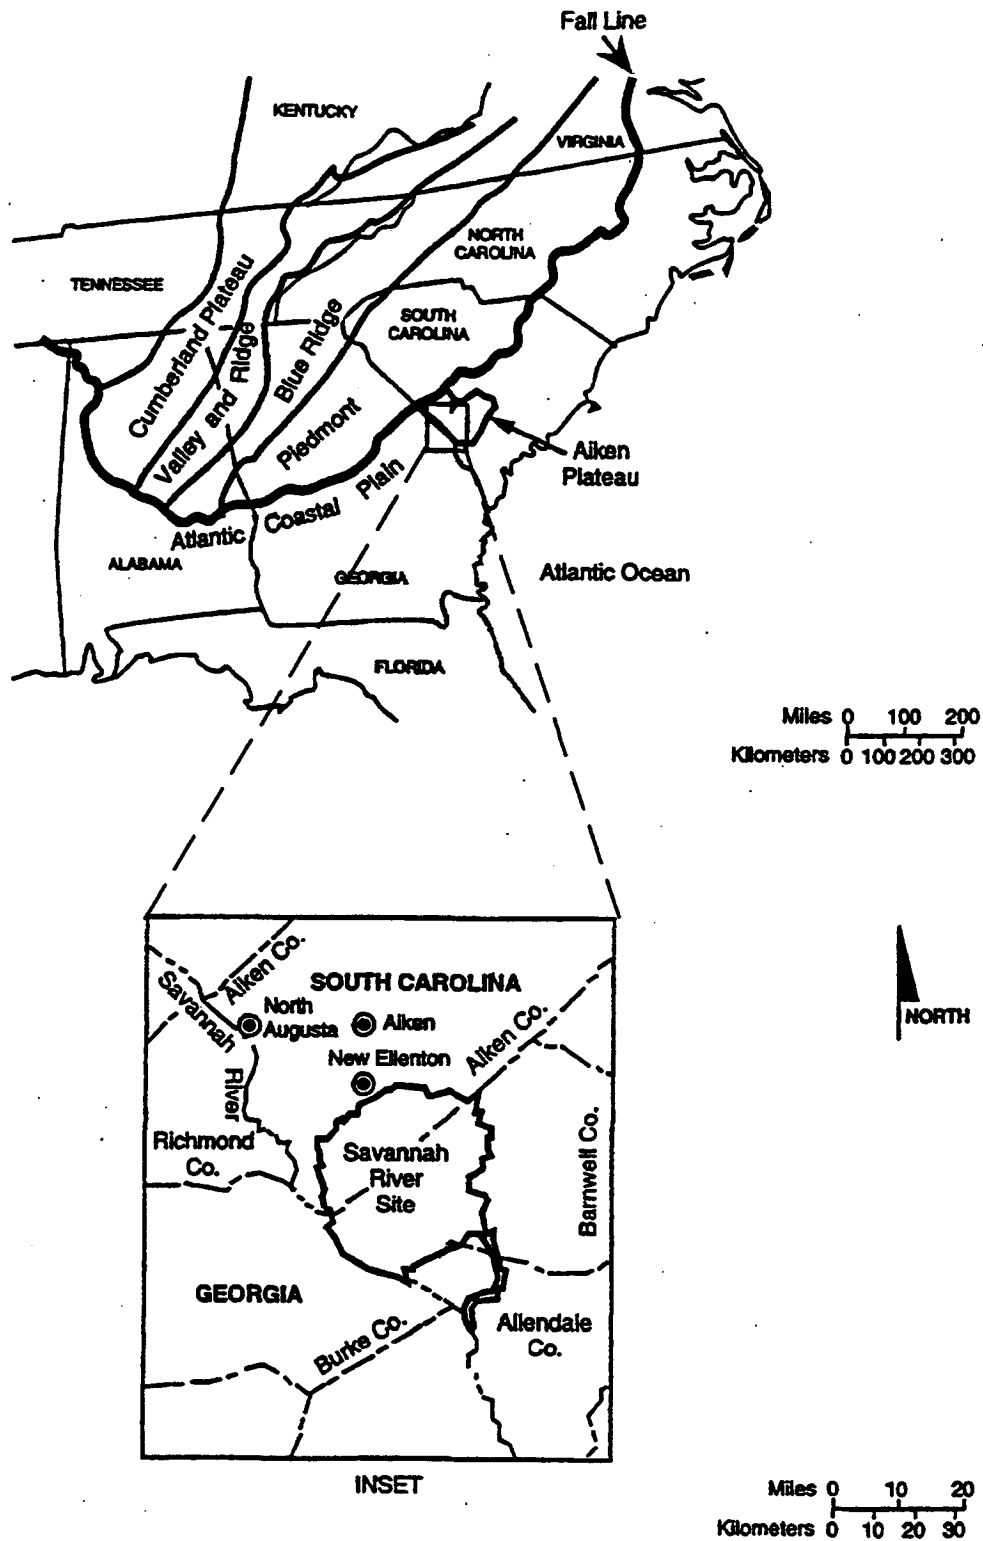 Fall Line
KENTUCKY
VIRGINIA
NORTH
CAROLINA
TENNESSEE
SOUTH
CAROLINA
Cumberland Plateau
Valley and Ridge
Blue Ridge
Piedmont
Aiken
Plateau
Atlantic Coastal Plain
ALABAMA
GEORGIA
Atlantic Ocean
FLORIDA
Miles 0 100 200
Kilometers 0 100 200 300
Aiken Co.
SOUTH CAROLINA
Savannah River
North
Augusta
Aiken
Aiken Co.
New Ellenton
NORTH
Richmond
Co.
Savannah
River
Site
Barnwell Co.
GEORGIA
Burke Co.
Allendale
Co.
INSET
Miles 0 10 20
Kilometers 0 10 20 30